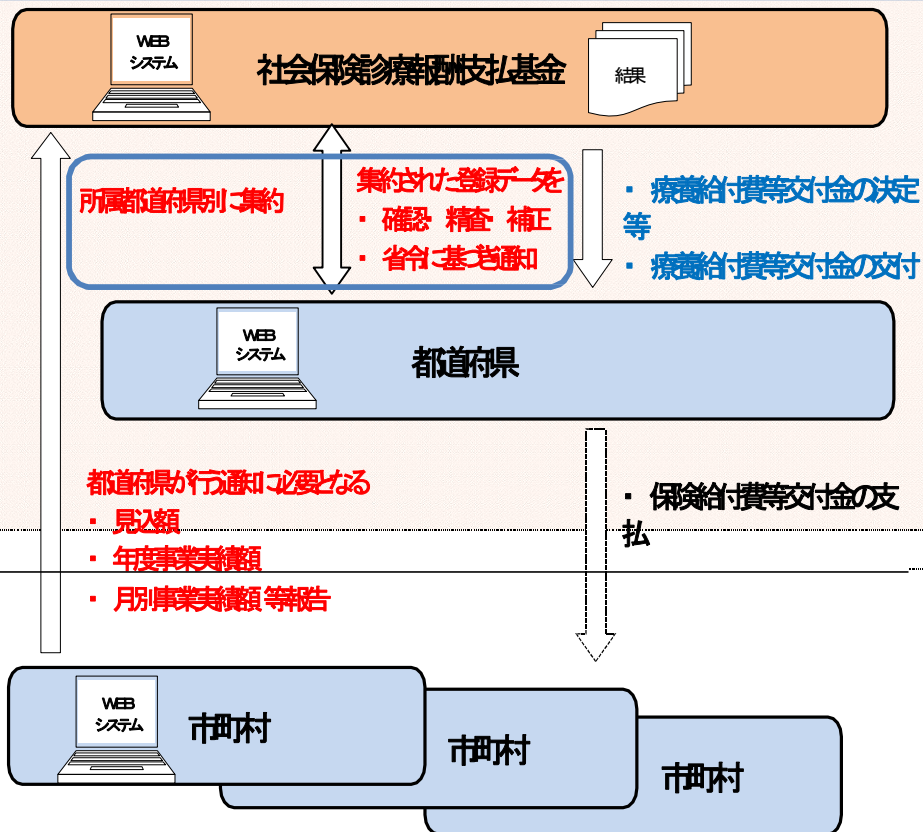 WEB
システム
社会保険診療報酬支払基金
結果
所属都道府県別に集約
集約された登録データを
・ 確認・精査・補正
・ 省令に基づき通知
・ 療養給付費等交付金の決定
等
・ 療養給付費等交付金の交付
WEB
システム
都道府県
都道府県が行う通知に必要となる
・ 見込額
・ 年度事業実績額
・ 月別事業実績額 等報告
・ 保険給付費等交付金の支
払
WEB
システム
市町村
市町村
市町村